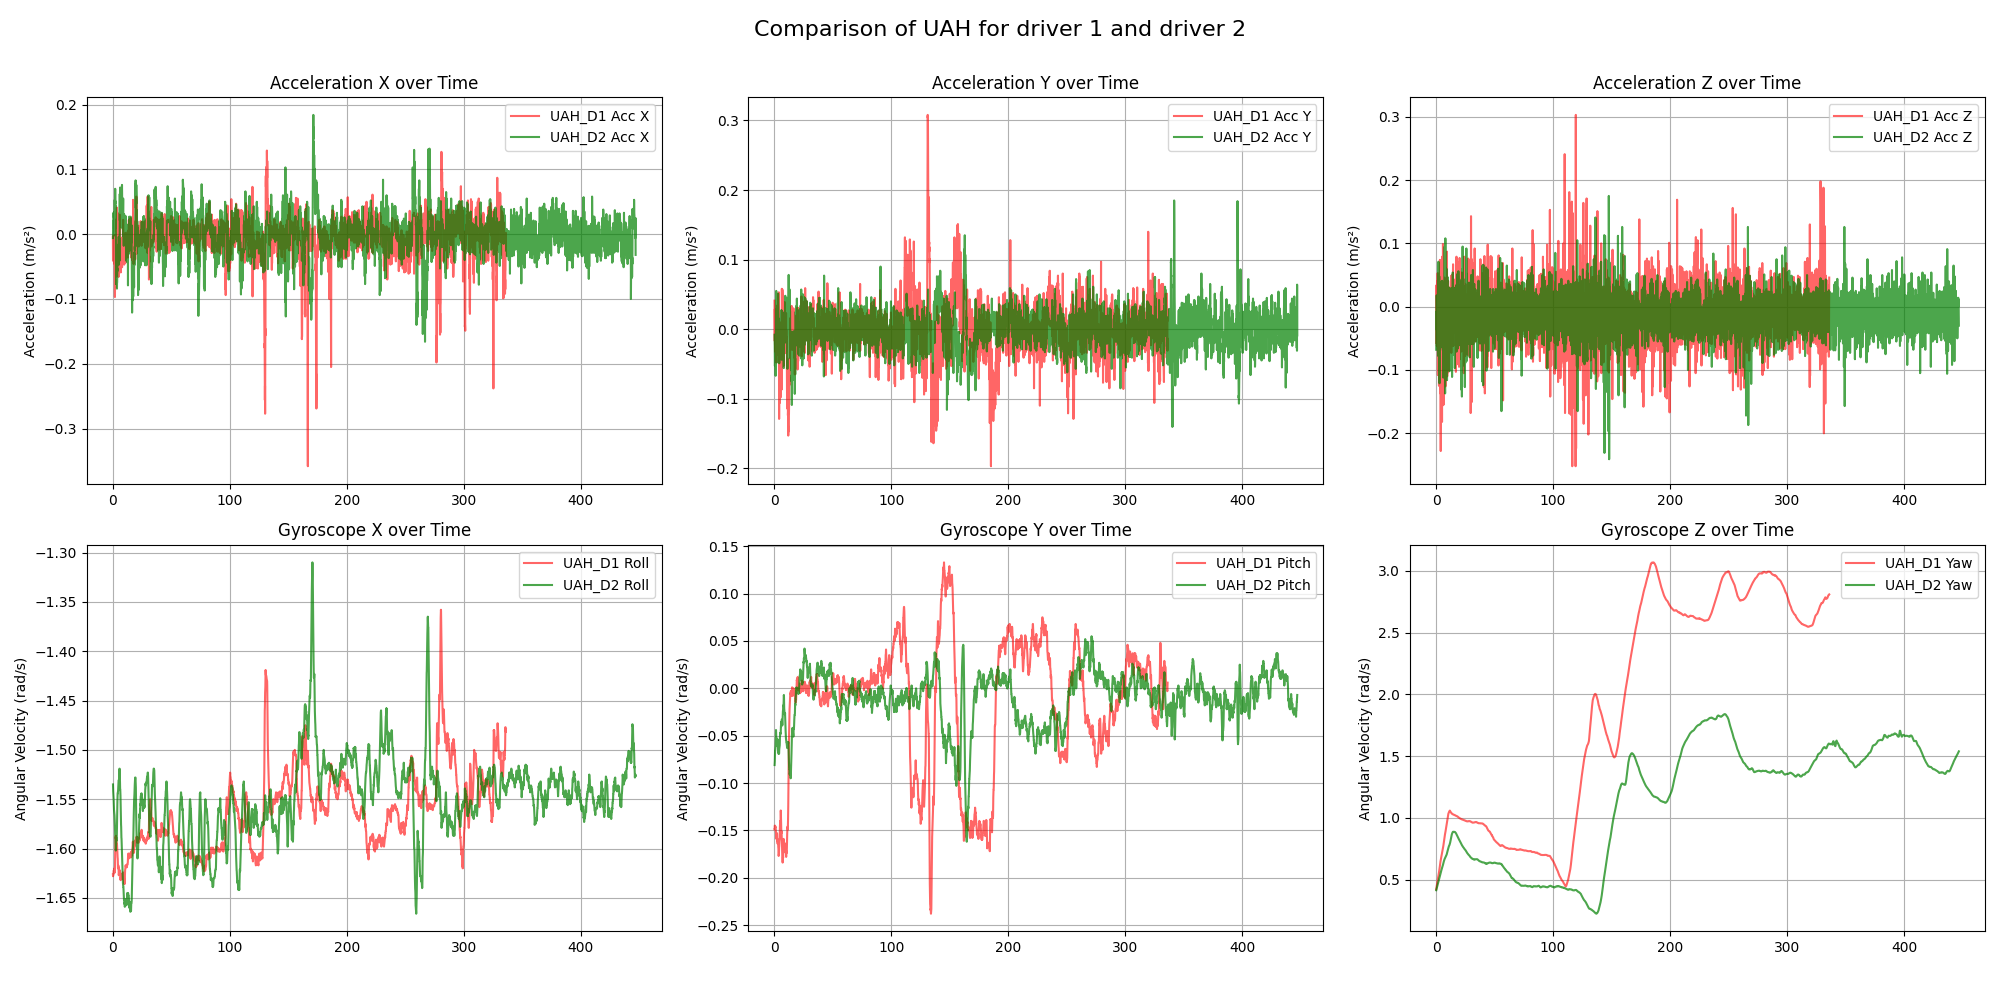 Comparison of UAH for driver 1 and driver 2
Acceleration X over Time
Acceleration (m/s²)
0.2
0.1
0.0
−0.1
−0.2
−0.3
0 100 200 300 400
UAH_D1 Acc X
UAH_D2 Acc X
Acceleration Y over Time
Acceleration (m/s²)
0.3
0.2
0.1
0.0
−0.1
−0.2
0 100 200 300 400
UAH_D1 Acc Y
UAH_D2 Acc Y
Acceleration Z over Time
Acceleration (m/s²)
0.3
0.2
0.1
0.0
−0.1
−0.2
0 100 200 300 400
UAH_D1 Acc Z
UAH_D2 Acc Z
Gyroscope X over Time
Angular Velocity (rad/s)
−1.30
−1.35
−1.40
−1.45
−1.50
−1.55
−1.60
−1.65
0 100 200 300 400
UAH_D1 Roll
UAH_D2 Roll
Gyroscope Y over Time
Angular Velocity (rad/s)
0.15
0.10
0.05
0.00
−0.05
−0.10
−0.15
−0.20
−0.25
0 100 200 300 400
UAH_D1 Pitch
UAH_D2 Pitch
Gyroscope Z over Time
Angular Velocity (rad/s)
3.0
2.5
2.0
1.5
1.0
0.5
0 100 200 300 400
UAH_D1 Yaw
UAH_D2 Yaw